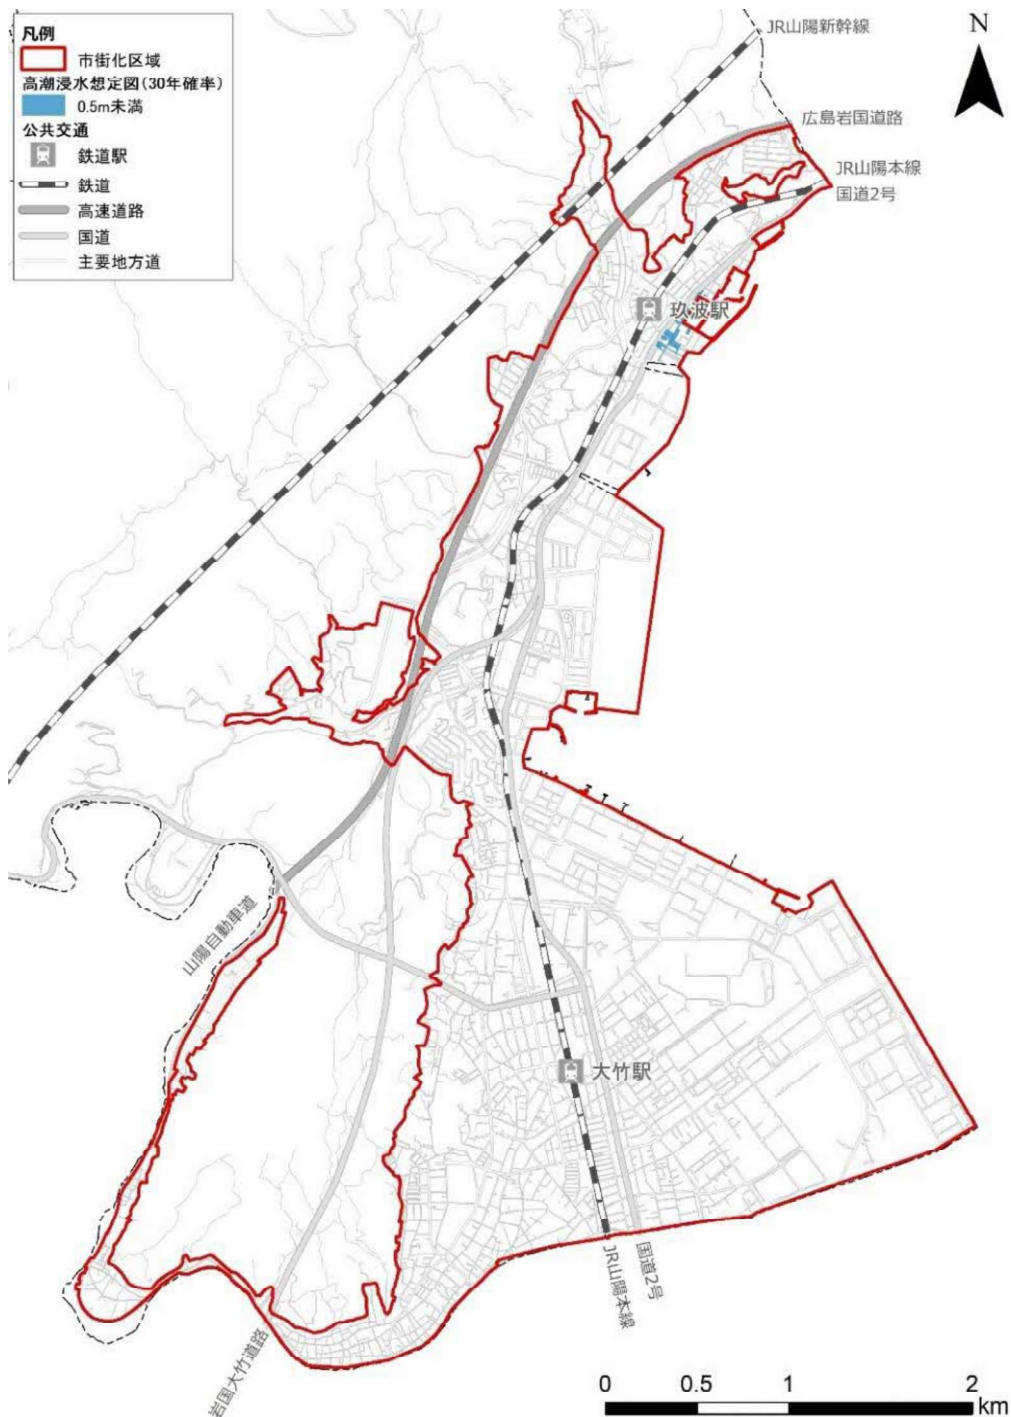 凡例
市街化区域
高潮浸水想定図(30年確率)
0.5m未満
公共交通
鉄道駅
鉄道
高速道路
国道
主要地方道
JR山陽新幹線
N
広島岩国道路
JR山陽本線
国道2号
玖波駅
山陽自動車道
大竹駅
JR山陽本線
国道2号
岩国大竹道路
0 0.5 1 2
km